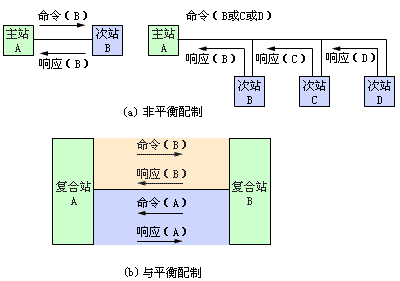 命令（B） 命令（B或C或D）
主站 次站 主站
A B A
响应（B） 响应（B） 响应（C） 响应（D）
次站 次站 次站
B C D
(a) 非平衡配制
命令（B）
响应（B）
复合站 复合站
A B
命令（A）
响应（A）
(b) 与平衡配制